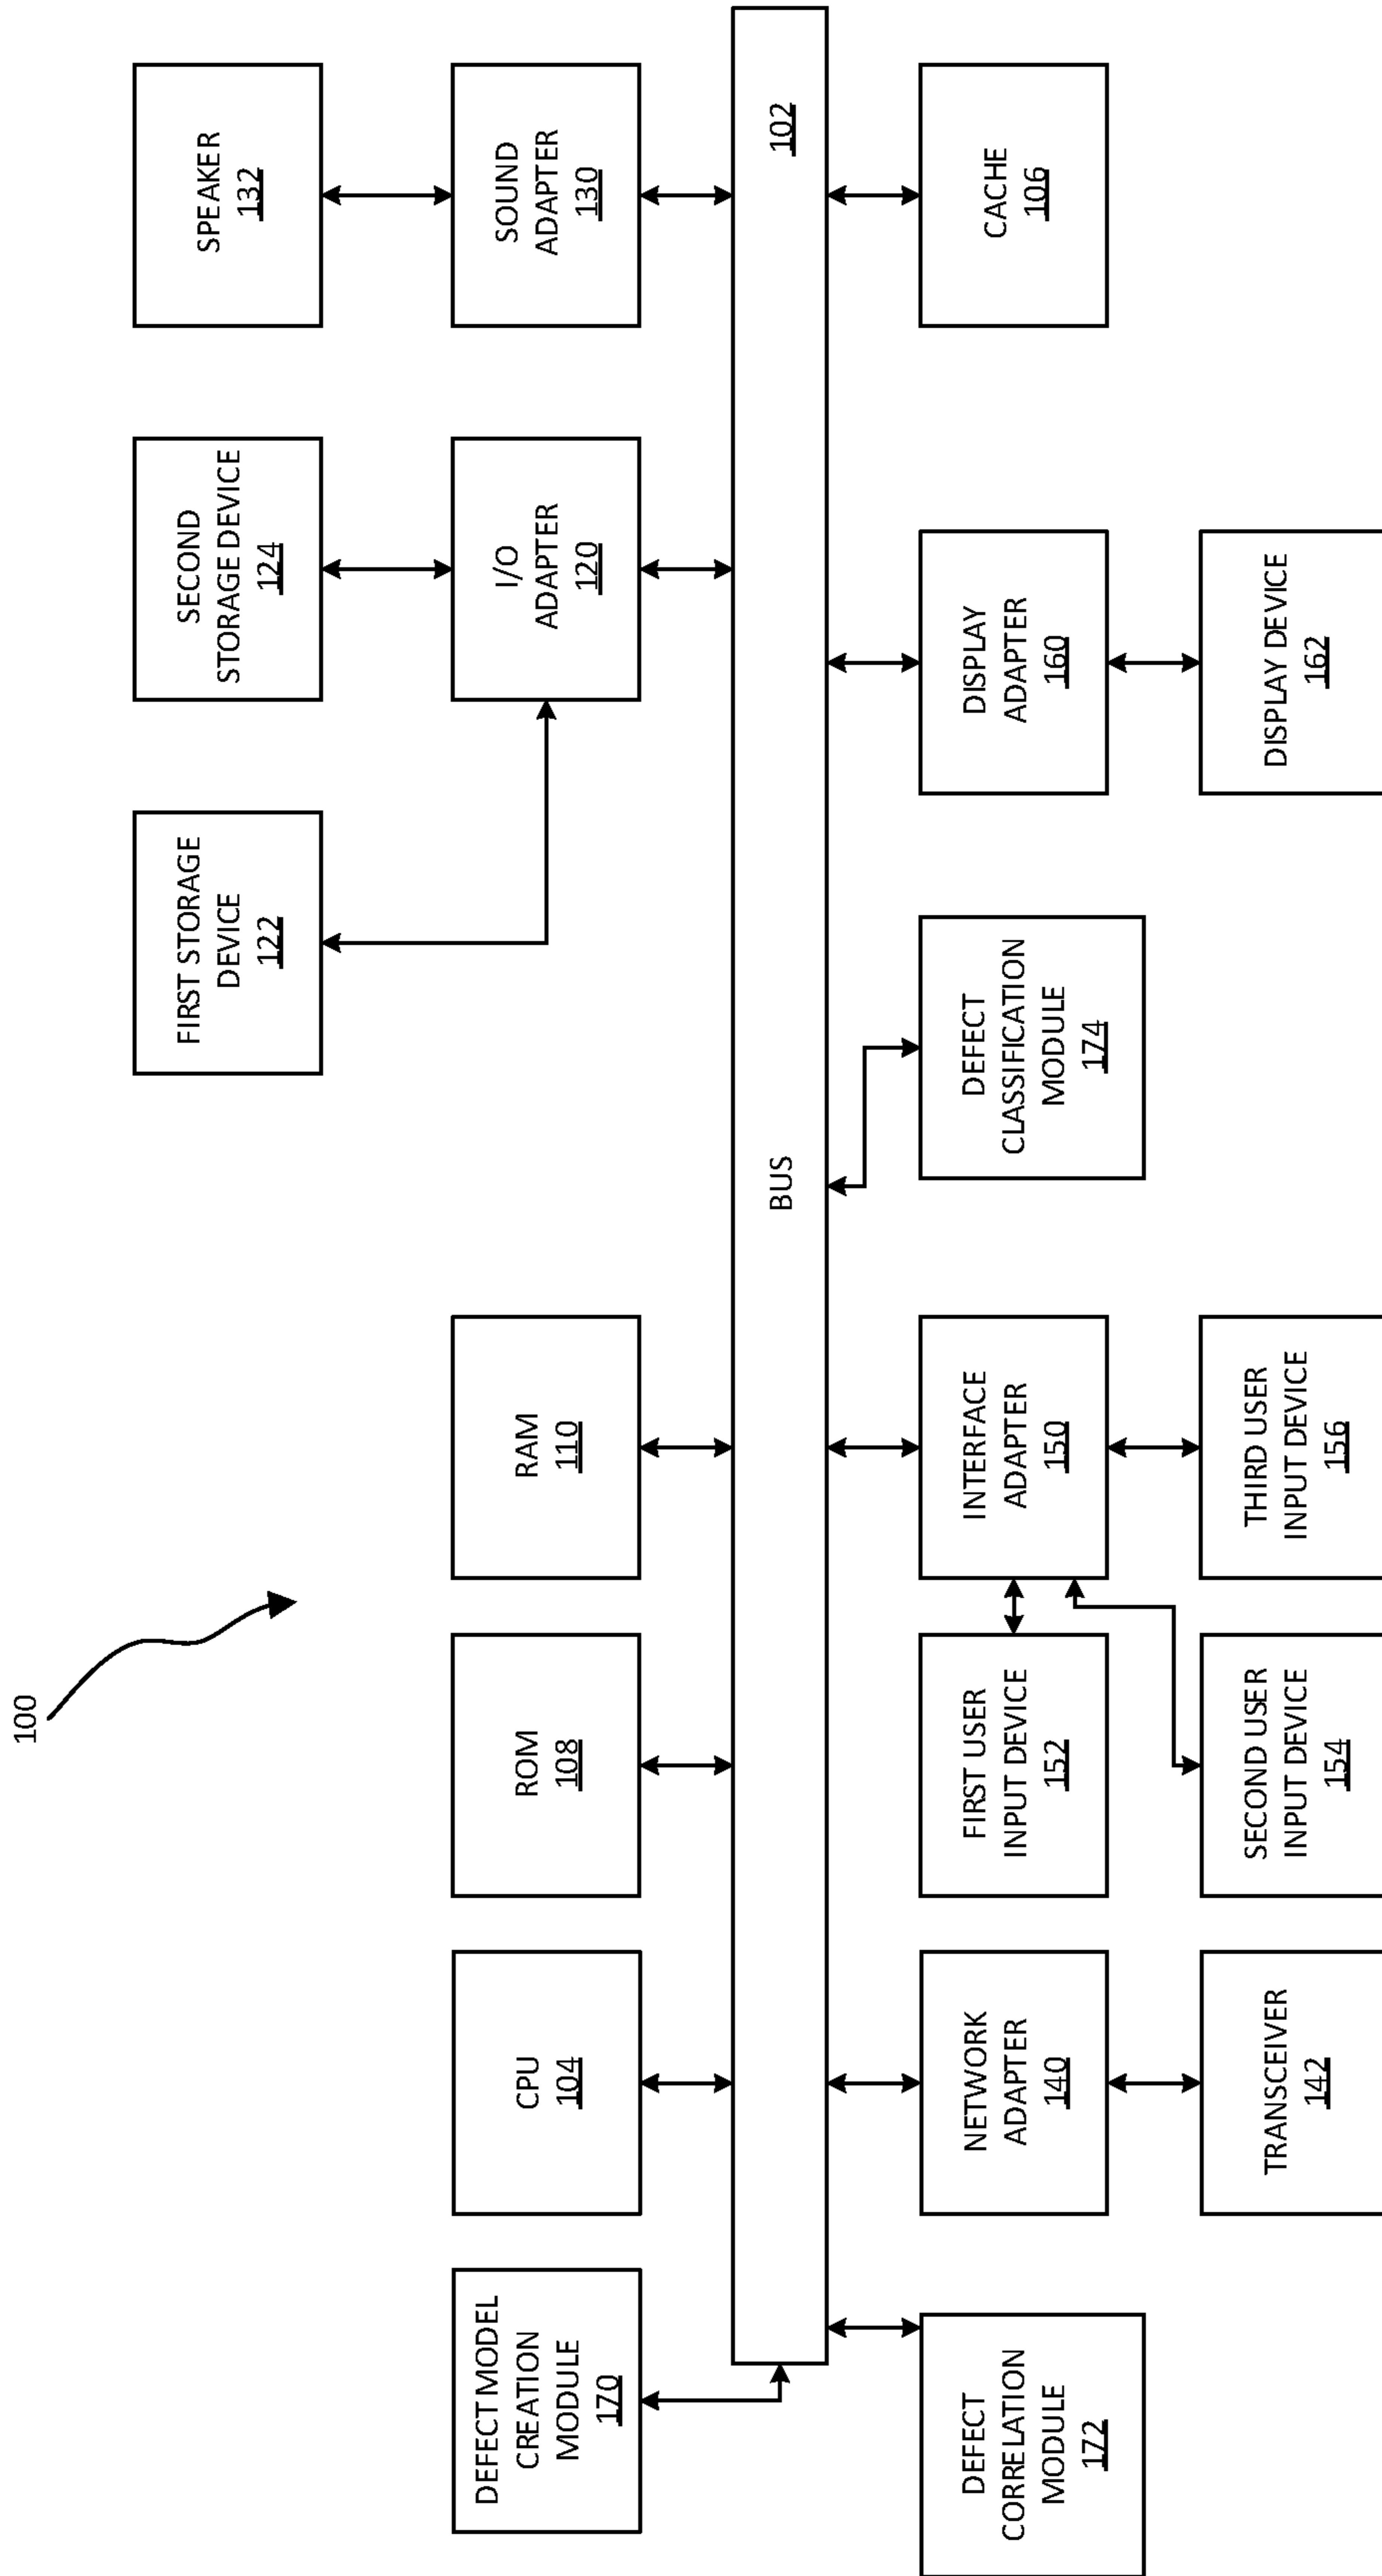 100
FIRST STORAGE
DEVICE
122
SECOND
STORAGE DEVICE
124
SPEAKER
132
DEFECT MODEL
CREATION
MODULE
170
CPU
104
ROM
108
RAM
110
I/O
ADAPTER
120
SOUND
ADAPTER
130
BUS
102
DEFECT
CORRELATION
MODULE
172
NETWORK
ADAPTER
140
FIRST USER
INPUT DEVICE
152
INTERFACE
ADAPTER
150
DEFECT
CLASSIFICATION
MODULE
174
DISPLAY
ADAPTER
160
CACHE
106
TRANSCEIVER
142
SECOND USER
INPUT DEVICE
154
THIRD USER
INPUT DEVICE
156
DISPLAY DEVICE
162